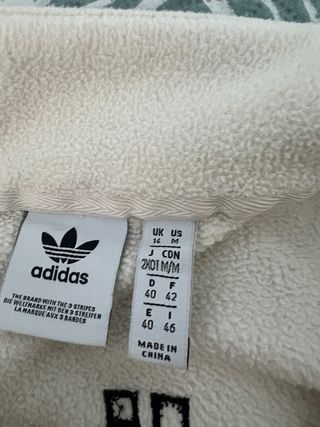 adidas
THE BRAND WITH THE 3 STRIPES
DIE WELTMARKE MIT DEN 3 STREIFEN
LA MARQUE AUX 3 BANDES
UK US
14 M
J CDN
2XOT M/M
D F
40 42
E I
40 46
MADE IN
CHINA